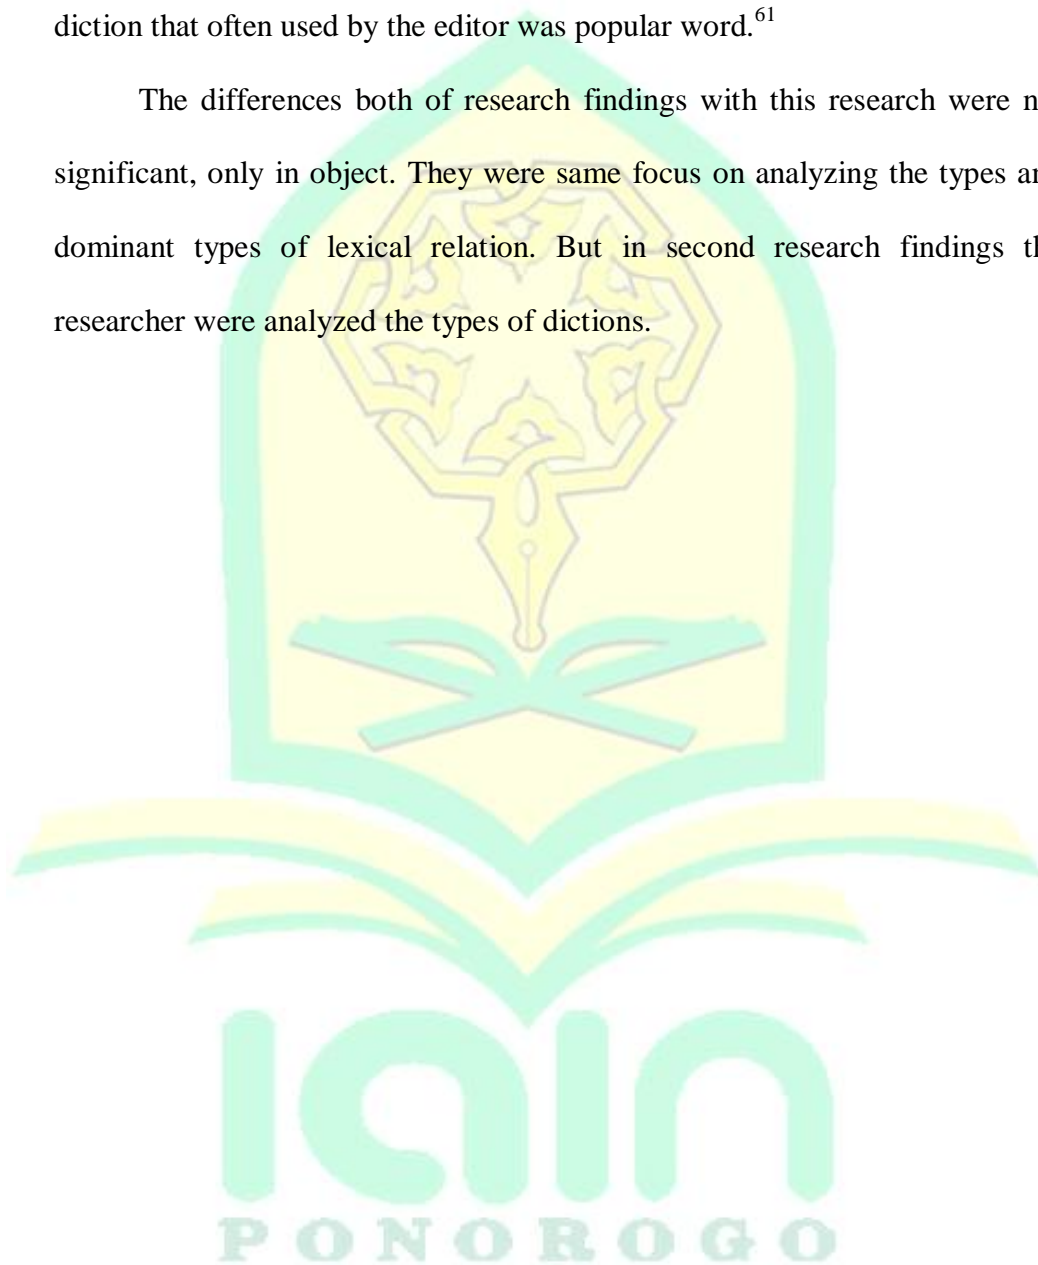 diction that often used by the editor was popular word.61
The differences both of research findings with this research were
significant, only in object. They were same focus on analyzing the types
dominant types of lexical relation. But in second research findings
researcher were analyzed the types of dictions.
iain
PONOROGO